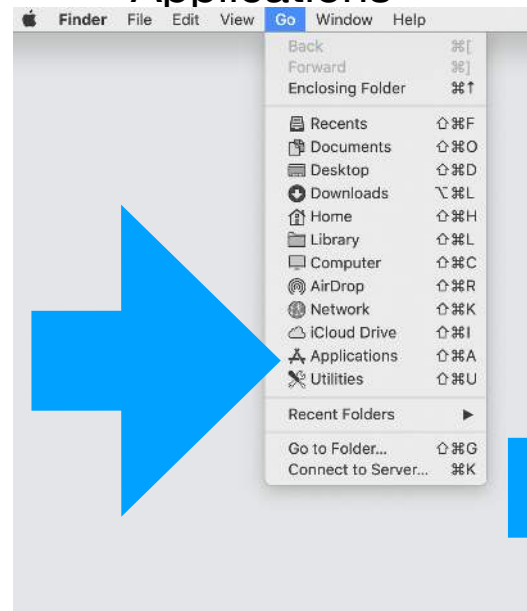 Applications
Finder File Edit View Go Window Help
Back ⌘[
Forward ⌘]
Enclosing Folder ⌘↑
Recents ⇧⌘F
Documents ⇧⌘O
Desktop ⇧⌘D
Downloads ⌥⌘L
Home ⇧⌘H
Library ⇧⌘L
Computer ⇧⌘C
AirDrop ⇧⌘R
Network ⇧⌘K
iCloud Drive ⇧⌘I
Applications ⇧⌘A
Utilities ⇧⌘U
Recent Folders ▶
Go to Folder... ⇧⌘G
Connect to Server... ⌘K